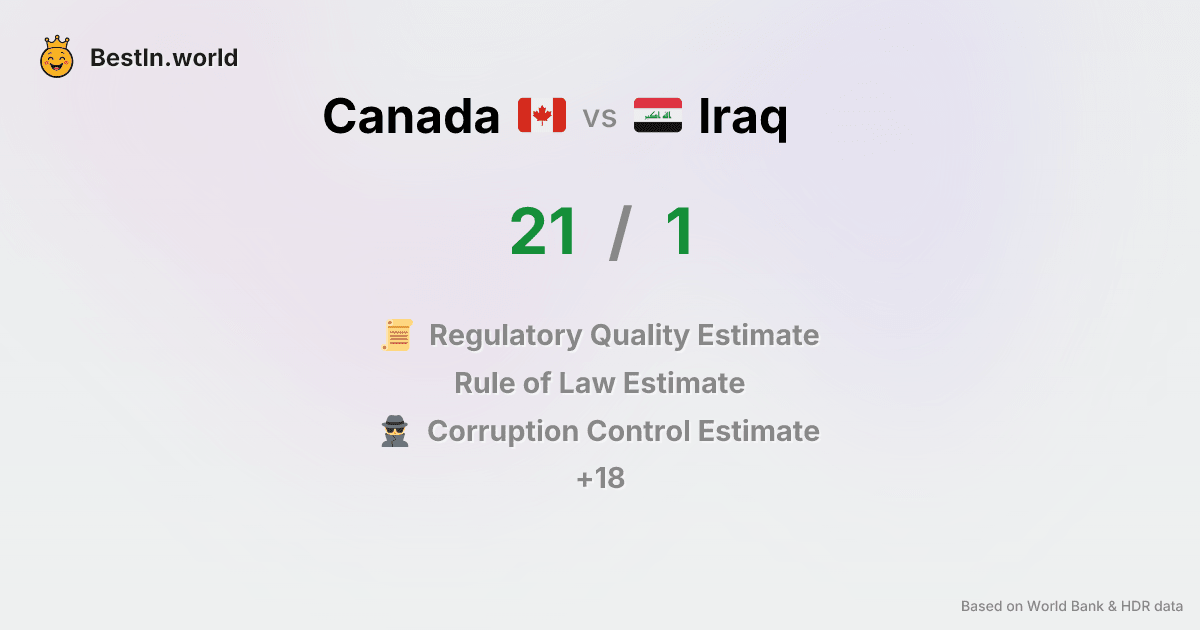 BestIn.world
Canada vs Iraq
21 / 1
Regulatory Quality Estimate
Rule of Law Estimate
Corruption Control Estimate
+18
Based on World Bank & HDR data